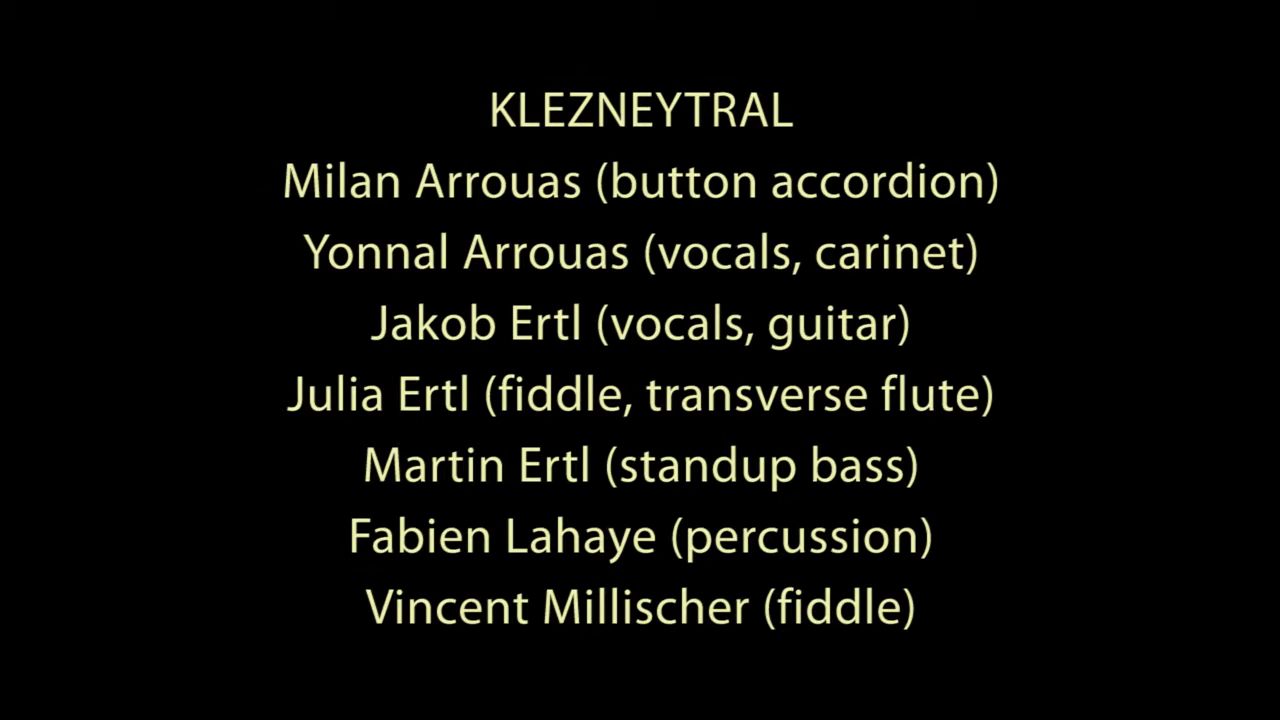 KLEZNEYTRAL
Milan Arrouas (button accordion)
Yonnal Arrouas (vocals, carinet)
Jakob Ertl (vocals, guitar)
Julia Ertl (fiddle, transverse flute)
Martin Ertl (standup bass)
Fabien Lahaye (percussion)
Vincent Millischer (fiddle)